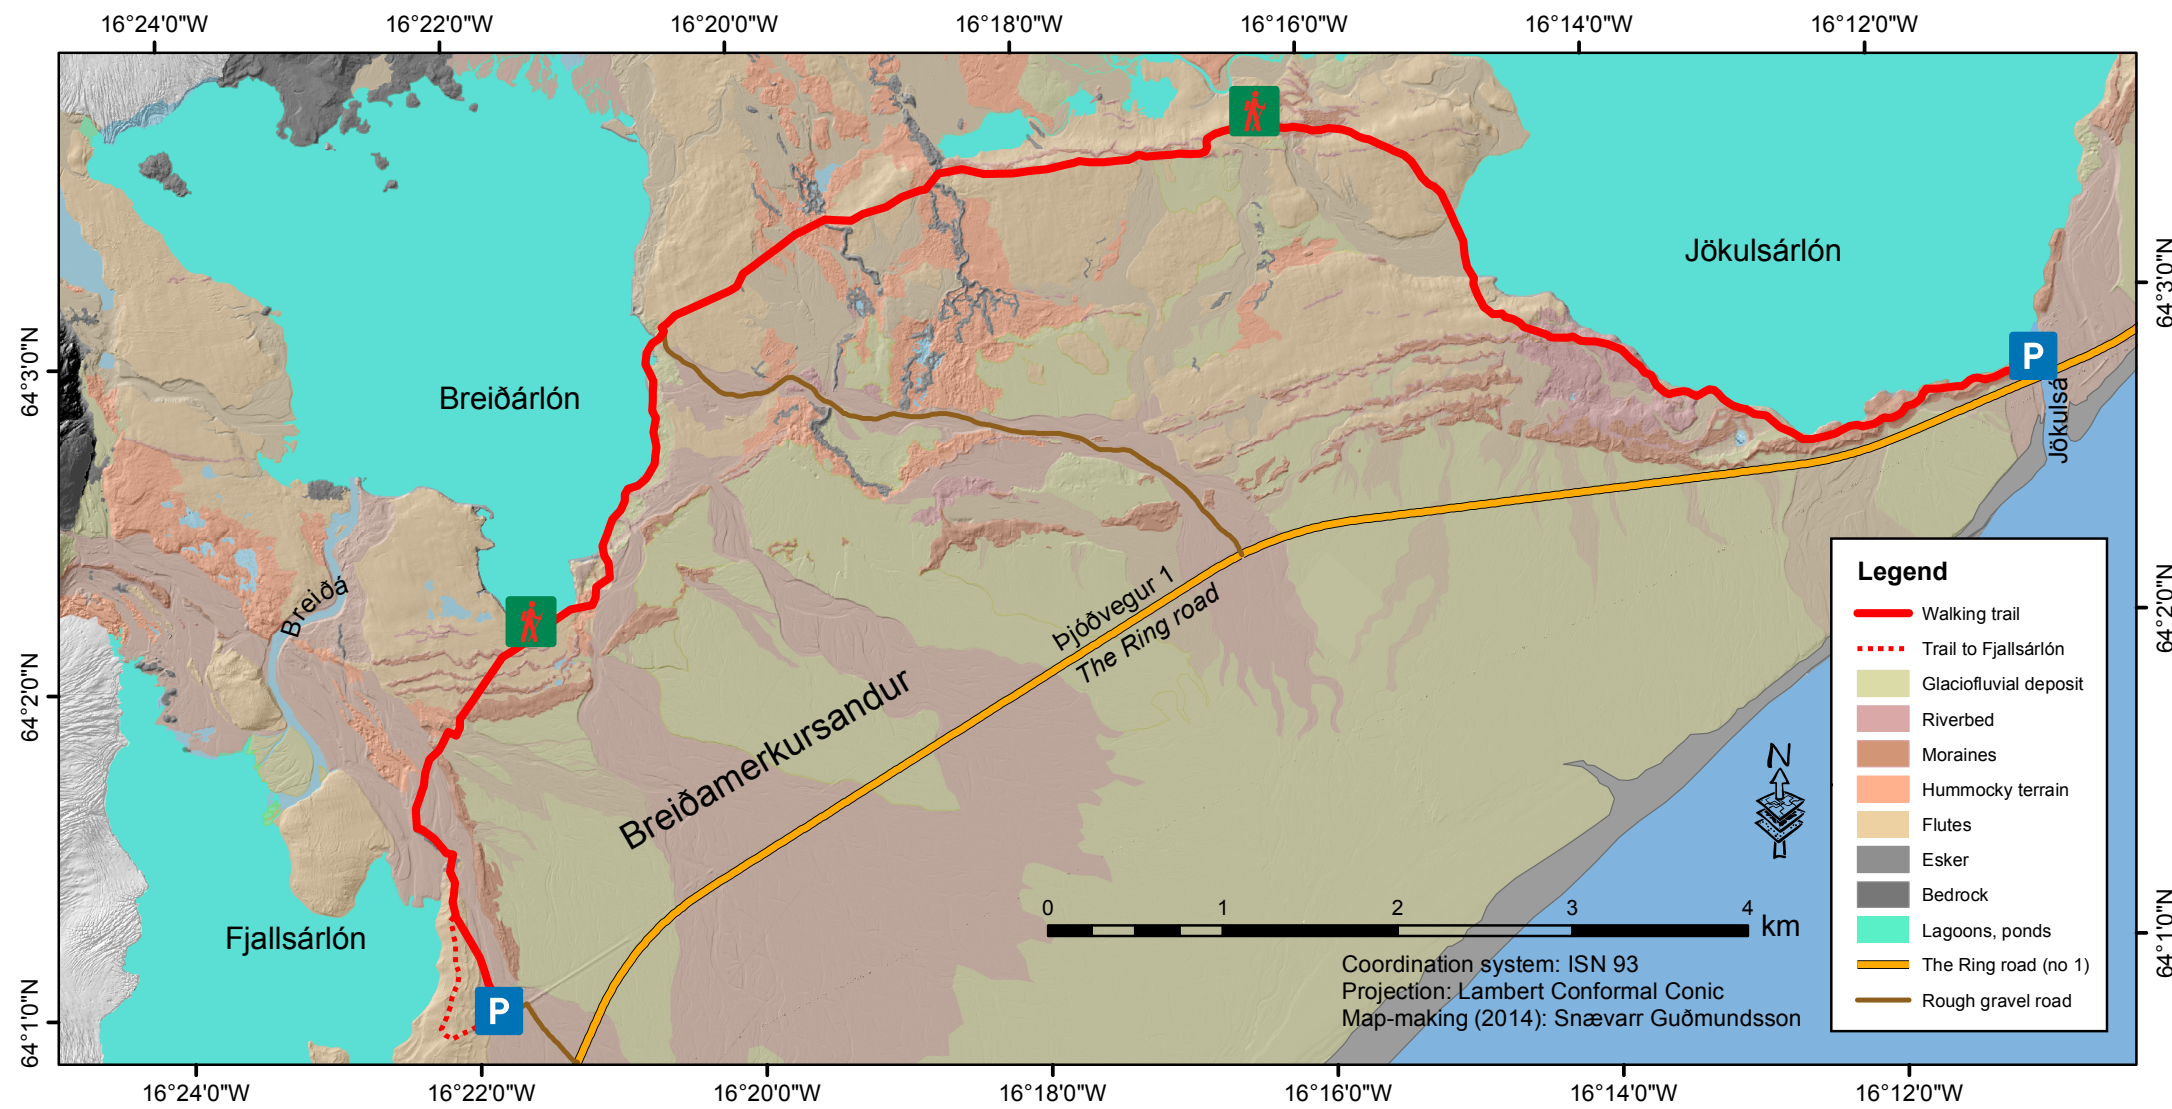 16°24'0"W 16°22'0"W 16°20'0"W 16°18'0"W 16°16'0"W 16°14'0"W 16°12'0"W
Jökulsárlón
64°3'0"N
64°3'0"N
P
Breiðárlón
Jökulsá
Breiðá
Þjóðvegur 1
The Ring road
64°2'0"N
64°2'0"N
Breiðamerkursandur
N
Legend
Walking trail
Trail to Fjallsárlón
Glaciofluvial deposit
Riverbed
Moraines
Hummocky terrain
Flutes
Esker
Bedrock
Lagoons, ponds
The Ring road (no 1)
Rough gravel road
Fjallsárlón
0 1 2 3 4 km
64°1'0"N
64°1'0"N
P
Coordination system: ISN 93
Projection: Lambert Conformal Conic
Map-making (2014): Snævarr Guðmundsson
16°24'0"W 16°22'0"W 16°20'0"W 16°18'0"W 16°16'0"W 16°14'0"W 16°12'0"W